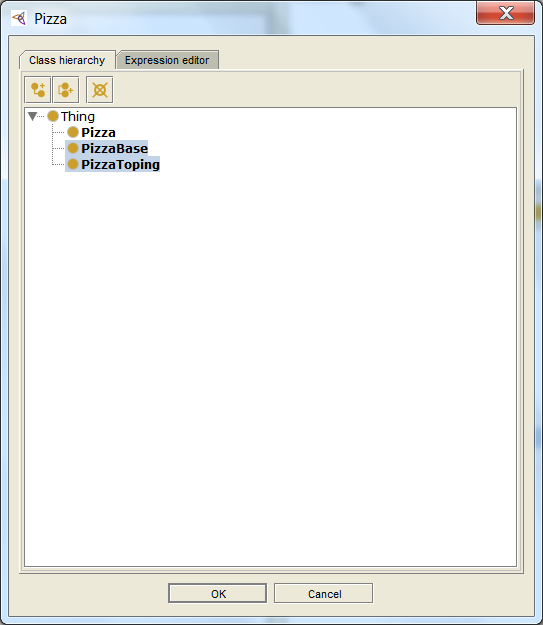 Pizza
Class hierarchy Expression editor
Thing
Pizza
PizzaBase
PizzaToping
OK Cancel